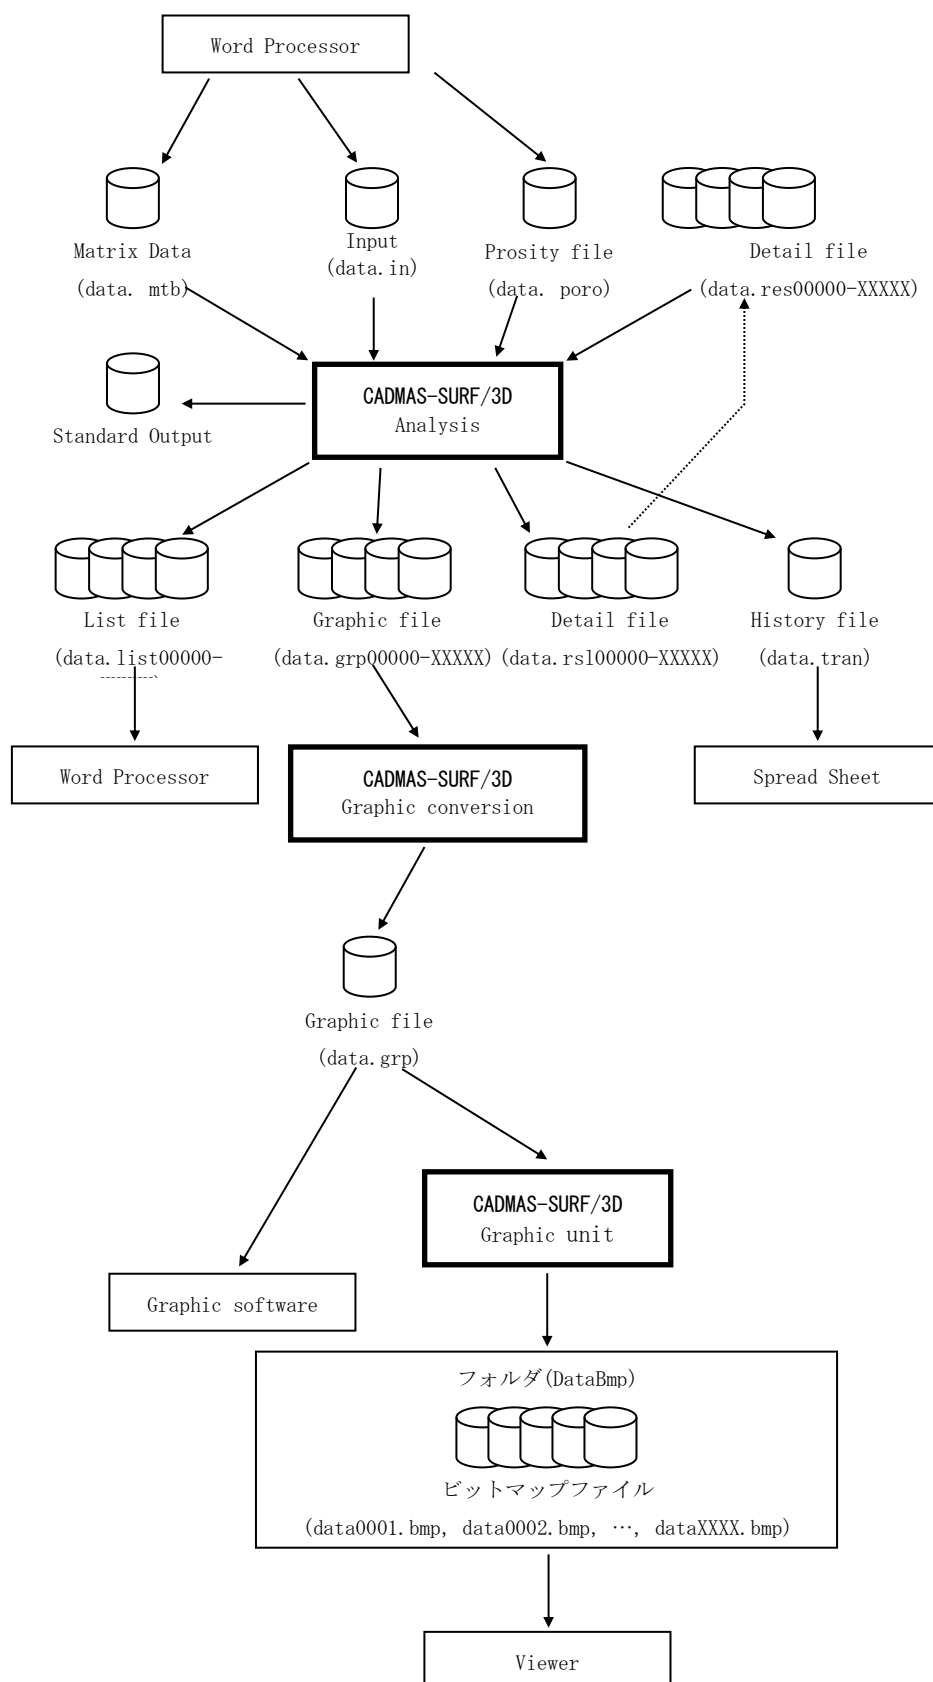 Word Processor
Matrix Data
(data. mtb)
Input
(data.in)
Prosity file
(data. poro)
Detail file
(data.res00000-XXXXX)
CADMAS-SURF/3D
Analysis
Standard Output
List file
(data.list00000-
Graphic file
(data.grp00000-XXXXX)
Detail file
(data.rsl00000-XXXXX)
History file
(data.tran)
Word Processor
CADMAS-SURF/3D
Graphic conversion
Spread Sheet
Graphic file
(data.grp)
CADMAS-SURF/3D
Graphic unit
Graphic software
フォルダ(DataBmp)
ビットマップファイル
(data0001.bmp, data0002.bmp, …, dataXXXX.bmp)
Viewer